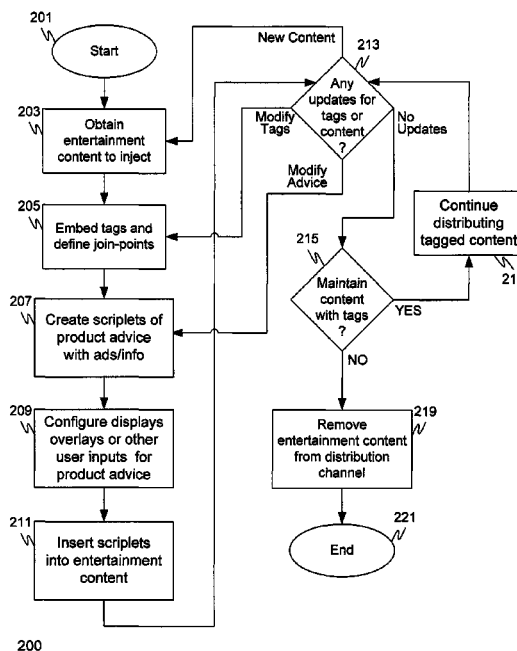 201
Start
203
Obtain
entertainment
content to inject
205
Embed tags and
define join-points
207
Create scriplets of
product advice
with ads/info
209
Configure displays
overlays or other
user inputs for
product advice
211
Insert scriplets
into entertainment
content
200
New Content
213
Any
updates for
tags or
content
?
Modify
Tags
No
Updates
Modify
Advice
215
Maintain
content
with tags
?
YES
NO
Continue
distributing
tagged content
21
219
Remove
entertainment content
from distribution
channel
221
End